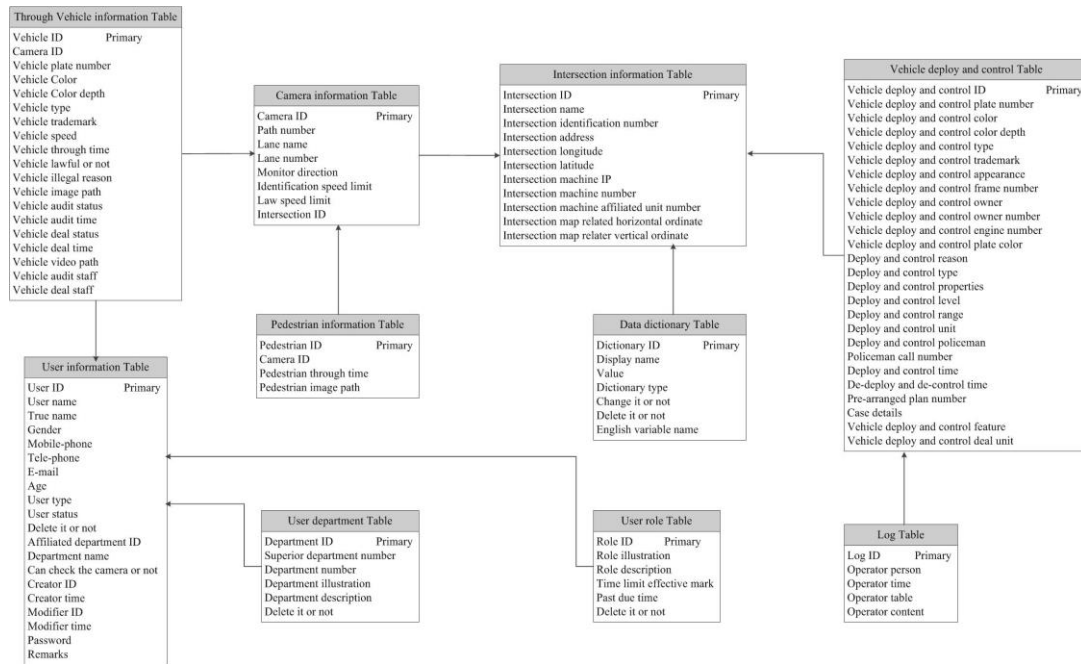 Through Vehicle information Table
Vehicle ID Primary
Camera ID
Vehicle plate number
Vehicle Color
Vehicle Color depth
Vehicle type
Vehicle trademark
Vehicle speed
Vehicle through time
Vehicle lawful or not
Vehicle illegal reason
Vehicle image path
Vehicle audit status
Vehicle audit time
Vehicle deal status
Vehicle deal time
Vehicle video path
Vehicle audit staff
Vehicle deal staff
Camera information Table
Camera ID Primary
Path number
Lane name
Lane number
Monitor direction
Identification speed limit
Law speed limit
Intersection ID
Intersection information Table
Intersection ID Primary
Intersection name
Intersection identification number
Intersection address
Intersection longitude
Intersection latitude
Intersection machine IP
Intersection machine number
Intersection machine affiliated unit number
Intersection map related horizontal ordinate
Intersection map relater vertical ordinate
Vehicle deploy and control Table
Vehicle deploy and control ID Primary
Vehicle deploy and control plate number
Vehicle deploy and control color
Vehicle deploy and control color depth
Vehicle deploy and control type
Vehicle deploy and control trademark
Vehicle deploy and control appearance
Vehicle deploy and control frame number
Vehicle deploy and control owner
Vehicle deploy and control owner number
Vehicle deploy and control engine number
Vehicle deploy and control plate color
Deploy and control reason
Deploy and control type
Deploy and control properties
Deploy and control level
Deploy and control range
Deploy and control unit
Deploy and control policeman
Policeman call number
Deploy and control time
De-deploy and de-control time
Pre-arranged plan number
Case details
Vehicle deploy and control feature
Vehicle deploy and control deal unit
Pedestrian information Table
Pedestrian ID Primary
Camera ID
Pedestrian through time
Pedestrian image path
Data dictionary Table
Dictionary ID Primary
Display name
Value
Dictionary type
Change it or not
Delete it or not
English variable name
User information Table
User ID Primary
User name
True name
Gender
Mobile-phone
Tele-phone
E-mail
Age
User type
User status
Delete it or not
Affiliated department ID
Department name
Can check the camera or not
Creator ID
Creator time
Modifier ID
Modifier time
Password
Remarks
User department Table
Department ID Primary
Superior department number
Department number
Department illustration
Department description
Delete it or not
User role Table
Role ID Primary
Role illustration
Role description
Time limit effective mark
Past due time
Delete it or not
Log Table
Log ID Primary
Operator person
Operator time
Operator table
Operator content